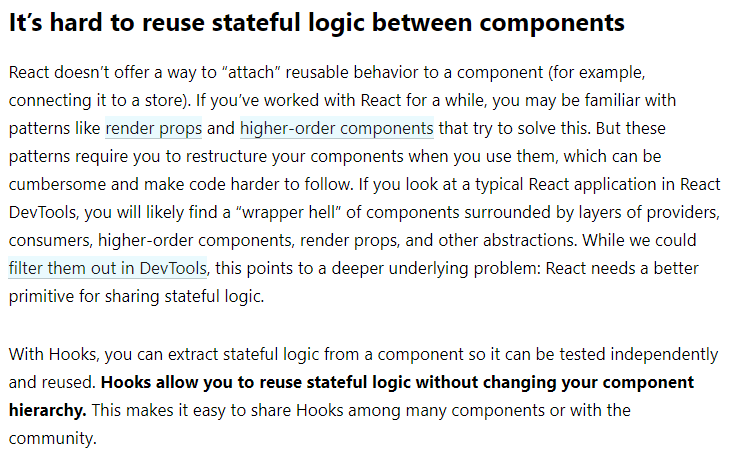 It’s hard to reuse stateful logic between components
React doesn’t offer a way to “attach” reusable behavior to a component (for example,
connecting it to a store). If you’ve worked with React for a while, you may be familiar with
patterns like render props and higher-order components that try to solve this. But these
patterns require you to restructure your components when you use them, which can be
cumbersome and make code harder to follow. If you look at a typical React application in React
DevTools, you will likely find a “wrapper hell” of components surrounded by layers of providers,
consumers, higher-order components, render props, and other abstractions. While we could
filter them out in DevTools, this points to a deeper underlying problem: React needs a better
primitive for sharing stateful logic.
With Hooks, you can extract stateful logic from a component so it can be tested independently
and reused. Hooks allow you to reuse stateful logic without changing your component
hierarchy. This makes it easy to share Hooks among many components or with the
community.